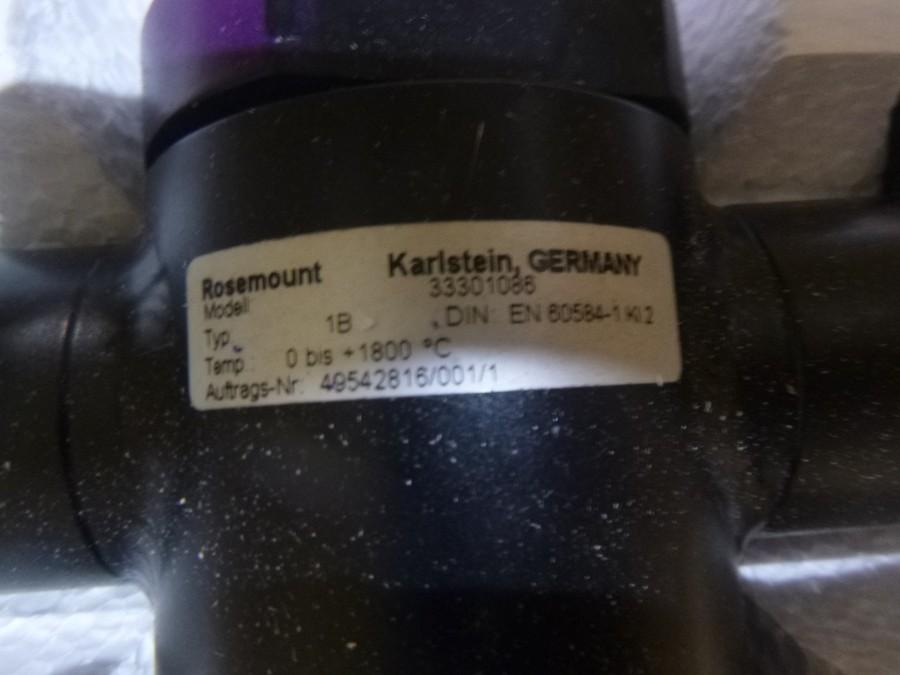 Rosemount Karlstein, GERMANY
Modell 33301086
Typ 1B DIN: EN 60584-1 Kl.2
Temp.: 0 bis +1800 °C
Auftrags-Nr: 49542816/001/1